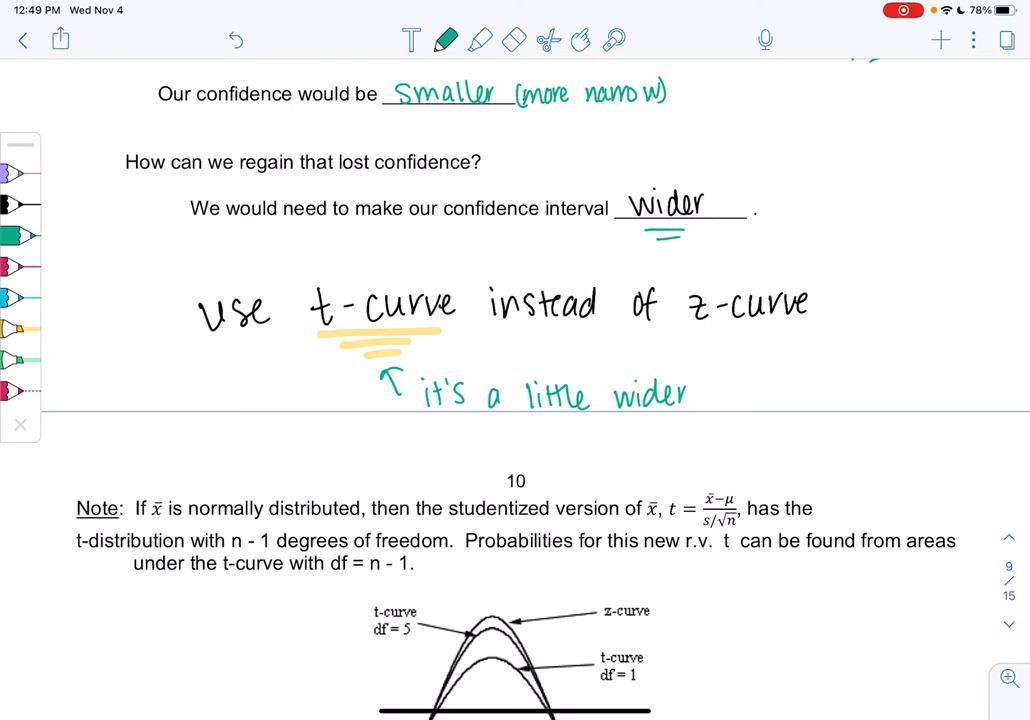 12:49 PM Wed Nov 4
78%
T
Our confidence would be smaller (more narrow)
How can we regain that lost confidence?
We would need to make our confidence interval wider .
use t-curve instead of z-curve
it's a little wider
10
Note: If x̄ is normally distributed, then the studentized version of x̄, t = (x̄−μ)/(s/√n), has the
t-distribution with n - 1 degrees of freedom. Probabilities for this new r.v. t can be found from areas
under the t-curve with df = n - 1.
9
/
15
t-curve
df = 5
z-curve
t-curve
df = 1